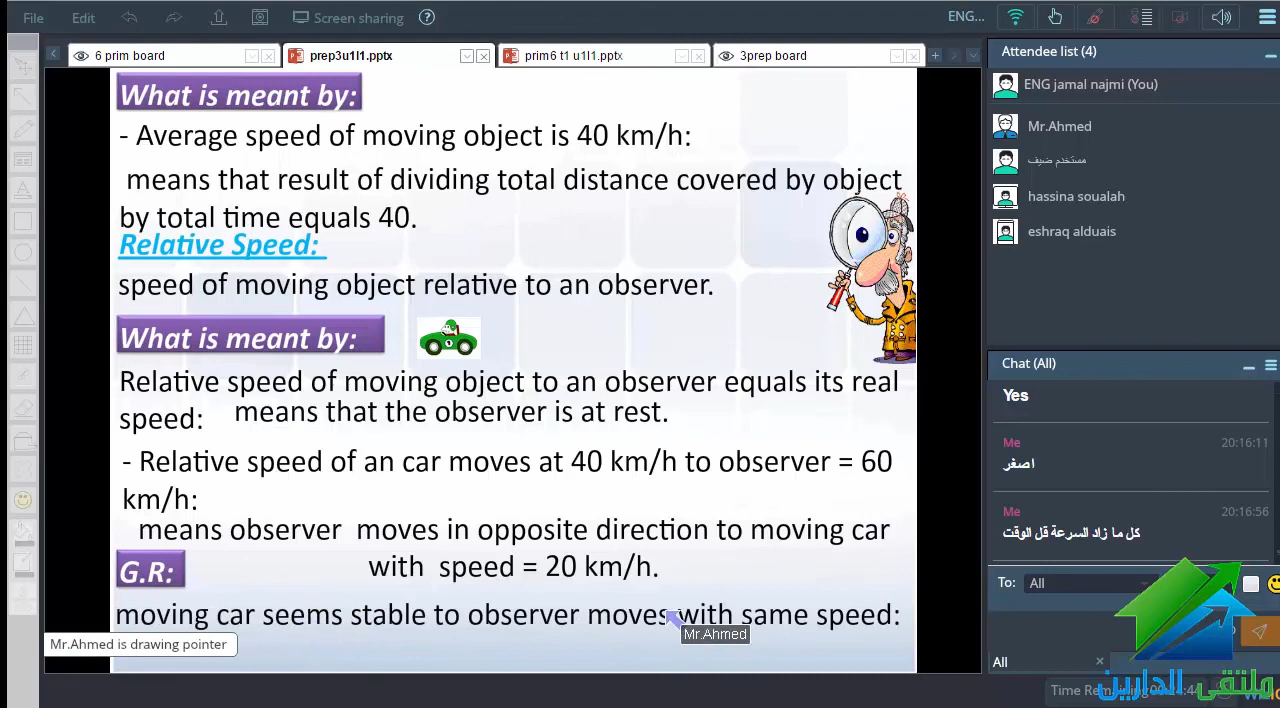 File Edit Screen sharing ENG...
6 prim board prep3u1l1.pptx prim6 t1 u1l1.pptx 3prep board
What is meant by:
- Average speed of moving object is 40 km/h:
means that result of dividing total distance covered by object
by total time equals 40.
Relative Speed:
speed of moving object relative to an observer.
What is meant by:
Relative speed of moving object to an observer equals its real
speed: means that the observer is at rest.
- Relative speed of an car moves at 40 km/h to observer = 60
km/h:
means observer moves in opposite direction to moving car
with speed = 20 km/h.
G.R:
moving car seems stable to observer moves with same speed:
Mr.Ahmed
Mr.Ahmed is drawing pointer
Attendee list (4)
ENG jamal najmi (You)
Mr.Ahmed
مستخدم ضيف
hassina soualah
eshraq alduais
Chat (All)
Yes
Me 20:16:11
اصغر
Me 20:16:56
كل ما زاد السرعة قل الوقت
To: All
All
ملتقى الدارين
Time